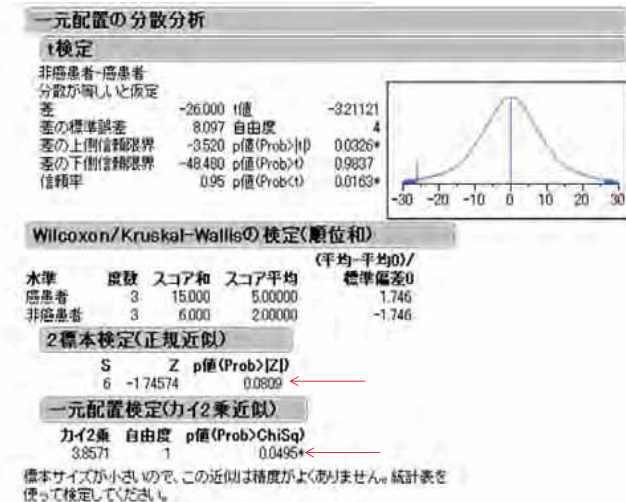 一元配置の分散分析
t検定
非癌患者-癌患者
分散が等しいと仮定
差 -26.000 t値 -3.21121
差の標準誤差 8.097 自由度 4
差の上側信頼限界 -3.520 p値(Prob>|t|) 0.0326*
差の下側信頼限界 -48.480 p値(Prob>t) 0.9837
信頼率 0.95 p値(Prob<t) 0.0163*
-30 -20 -10 0 10 20 30
Wilcoxon/Kruskal-Wallisの検定(順位和)
(平均-平均0)/
水準 度数 スコア和 スコア平均 標準偏差0
癌患者 3 15.000 5.00000 1.746
非癌患者 3 6.000 2.00000 -1.746
2標本検定(正規近似)
S Z p値(Prob>|Z|)
6 -1.74574 0.0809
一元配置検定(カイ2乗近似)
カイ2乗 自由度 p値(Prob>ChiSq)
3.8571 1 0.0495*
標本サイズが小さいので、この近似は精度がよくありません。統計表を
使って検定してください。